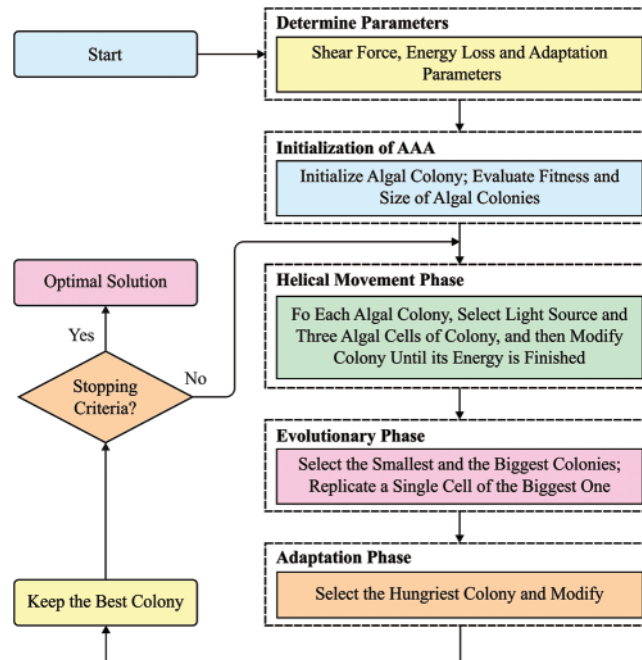 Start
Determine Parameters
Shear Force, Energy Loss and Adaptation
Parameters
Initialization of AAA
Initialize Algal Colony; Evaluate Fitness and
Size of Algal Colonies
Helical Movement Phase
Fo Each Algal Colony, Select Light Source and
Three Algal Cells of Colony, and then Modify
Colony Until its Energy is Finished
Evolutionary Phase
Select the Smallest and the Biggest Colonies;
Replicate a Single Cell of the Biggest One
Adaptation Phase
Select the Hungriest Colony and Modify
Keep the Best Colony
Stopping
Criteria?
No
Yes
Optimal Solution